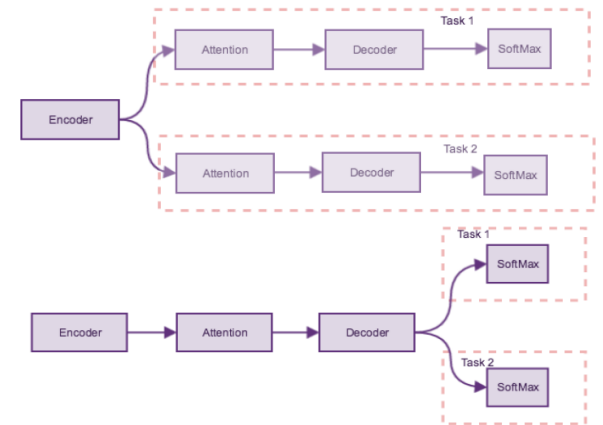 Task 1
Attention
Decoder
SoftMax
Encoder
Task 2
Attention
Decoder
SoftMax
Task 1
SoftMax
Encoder
Attention
Decoder
Task 2
SoftMax